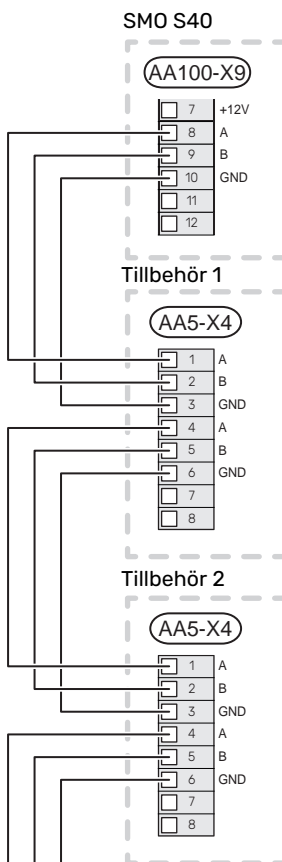 SMO S40
AA100-X9
7 +12V
8 A
9 B
10 GND
11
12
Tillbehör 1
AA5-X4
1 A
2 B
3 GND
4 A
5 B
6 GND
7
8
Tillbehör 2
AA5-X4
1 A
2 B
3 GND
4 A
5 B
6 GND
7
8